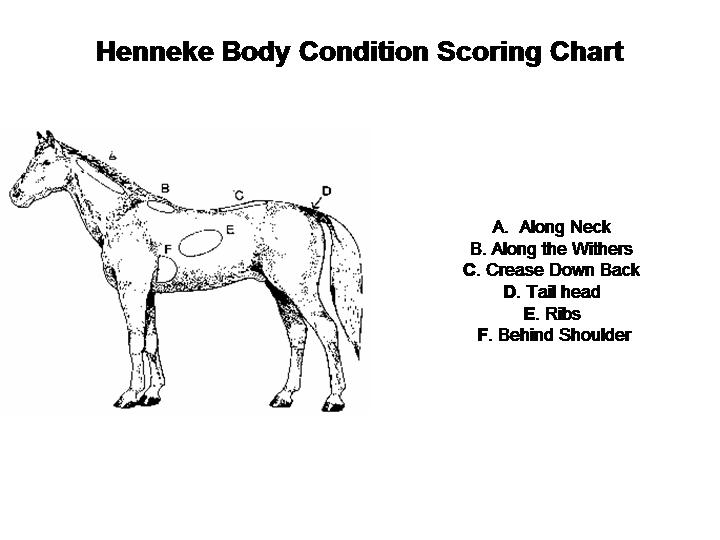 Henneke Body Condition Scoring Chart
A
B
C
D
E
F
A. Along Neck
B. Along the Withers
C. Crease Down Back
D. Tail head
E. Ribs
F. Behind Shoulder